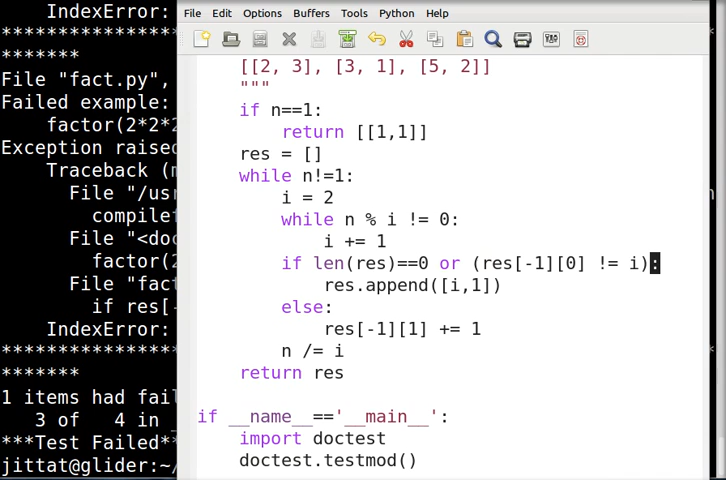 IndexError:
*******************
*******
File "fact.py",
Failed example:
factor(2*2*2
Exception raised
Traceback (m
File "/usr
compilef
File "<doc
factor(2
File "fact
if res[-
IndexError:
*******************
*******
1 items had fail
3 of 4 in
***Test Failed**
jittat@glider:~/
File Edit Options Buffers Tools Python Help
[[2, 3], [3, 1], [5, 2]]
"""
if n==1:
return [[1,1]]
res = []
while n!=1:
i = 2
while n % i != 0:
i += 1
if len(res)==0 or (res[-1][0] != i):
res.append([i,1])
else:
res[-1][1] += 1
n /= i
return res
if __name__=='__main__':
import doctest
doctest.testmod()